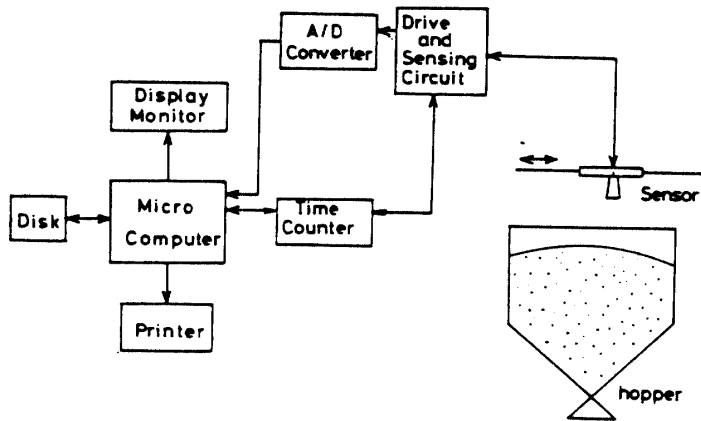 A/D
Converter
Drive
and
Sensing
Circuit
Display
Monitor
Disk
Micro
Computer
Time
Counter
Sensor
Printer
hopper